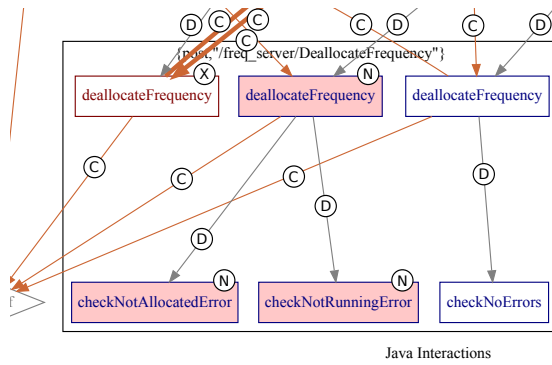 D C C C D D
C
{post,"/freq_server/DeallocateFrequency"}
X N
deallocateFrequency deallocateFrequency deallocateFrequency
C C C D
D
D
f
N N
checkNotAllocatedError checkNotRunningError checkNoErrors
Java Interactions